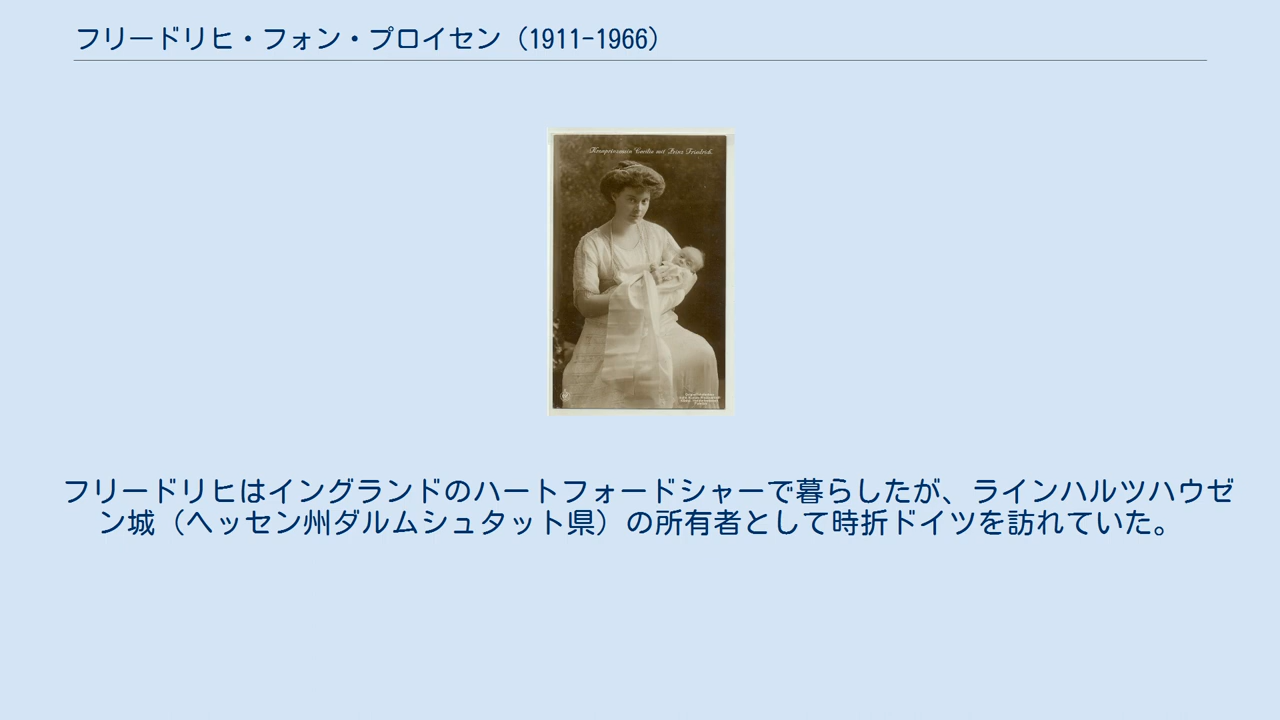 フリードリヒ・フォン・プロイセン（1911-1966）
Kronprinzessin Cecilie mit Prinz Friedrich.
フリードリヒはイングランドのハートフォードシャーで暮らしたが、ラインハルツハウゼ
ン城（ヘッセン州ダルムシュタット県）の所有者として時折ドイツを訪れていた。